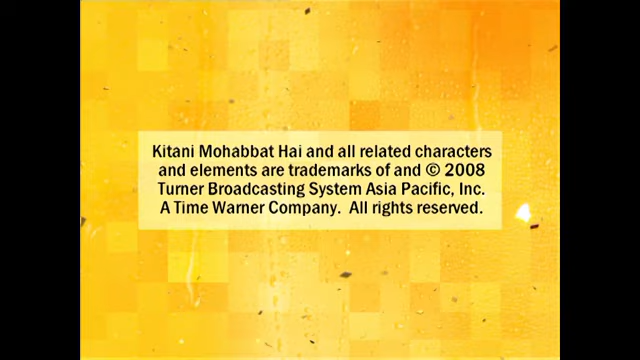 Kitani Mohabbat Hai and all related characters
and elements are trademarks of and © 2008
Turner Broadcasting System Asia Pacific, Inc.
A Time Warner Company.  All rights reserved.